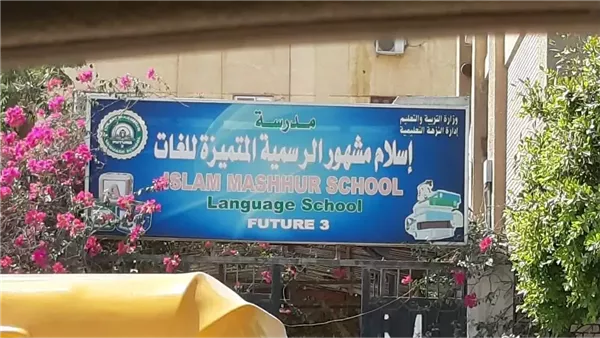 مدرسة
وزارة التربية والتعليم
إدارة النزهة التعليمية
إسلام مشهور الرسمية المتميزة للغات
ISLAM MASHHUR SCHOOL
Language School
FUTURE 3
FUTURE